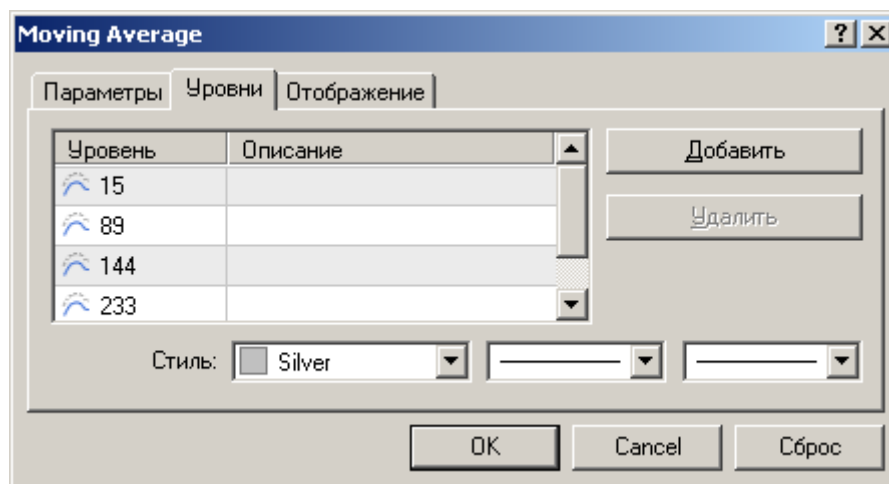 Moving Average
Параметры Уровни Отображение
Уровень Описание
15
89
144
233
Добавить
Удалить
Стиль: Silver
OK Cancel Сброс